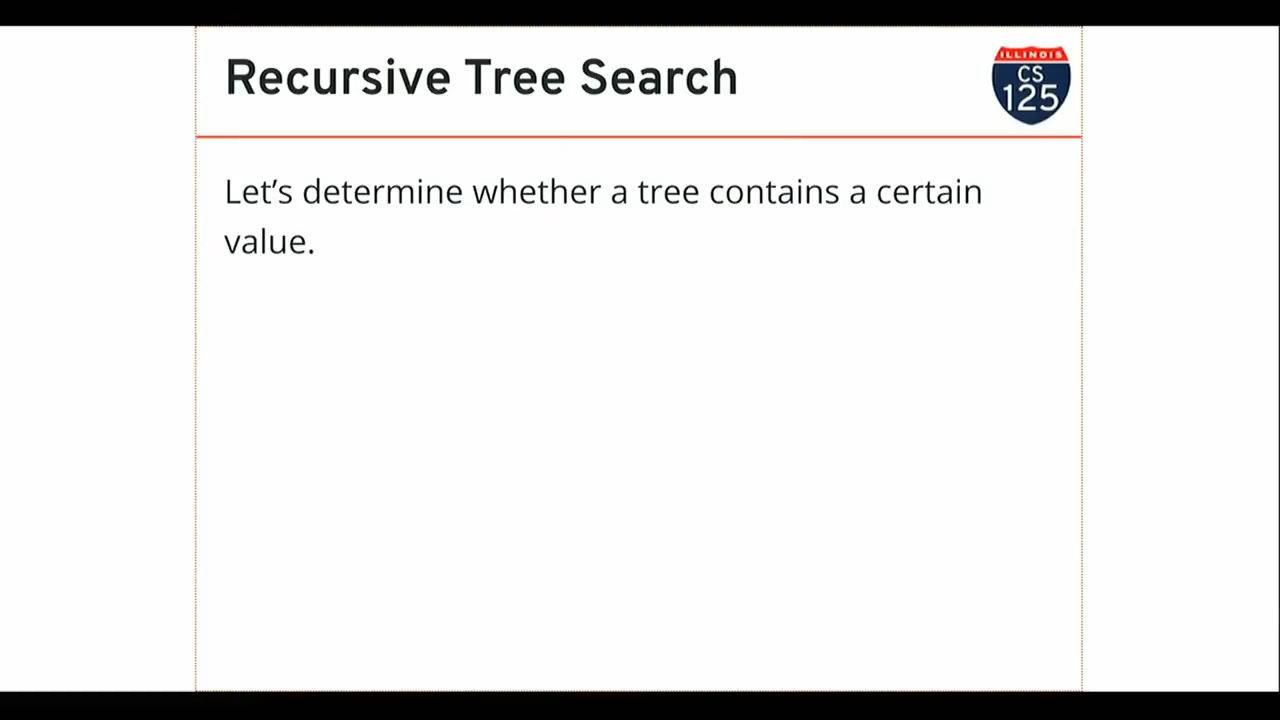 Recursive Tree Search
ILLINOIS
CS
125
Let's determine whether a tree contains a certain
value.